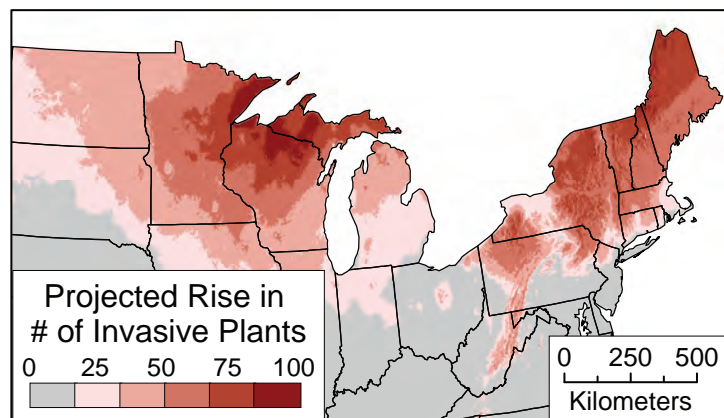 Projected Rise in
# of Invasive Plants
0 25 50 75 100
0 250 500
Kilometers